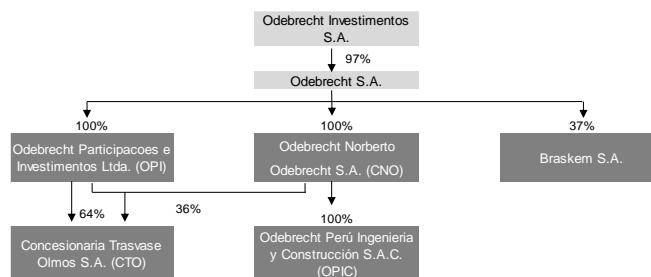 Odebrecht Investimentos
S.A.
97%
Odebrecht S.A.
100%
100%
37%
Odebrecht Participacoes e
Investimentos Ltda. (OPI)
Odebrecht Norberto
Odebrecht S.A. (CNO)
Braskem S.A.
64%
36%
100%
Concesionaria Trasvase
Olmos S.A. (CTO)
Odebrecht Perú Ingenieria
y Construcción S.A.C.
(OPIC)